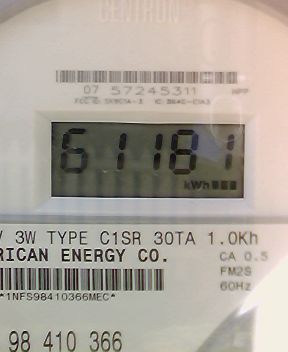 CENTRON
07 57245311
61181
kWh
V 3W TYPE C1SR 30TA 1.0Kh
RICAN ENERGY CO.
CA 0.5
FM2S
60Hz
*1NFS98410366MEC*
98 410 366